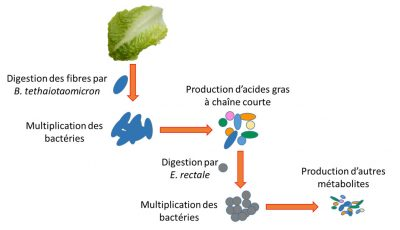 Digestion des fibres par
B. tethaiotaomicron
Production d'acides gras
à chaîne courte
Multiplication des
bactéries
Digestion par
E. rectale
Production d'autres
métabolites
Multiplication des
bactéries